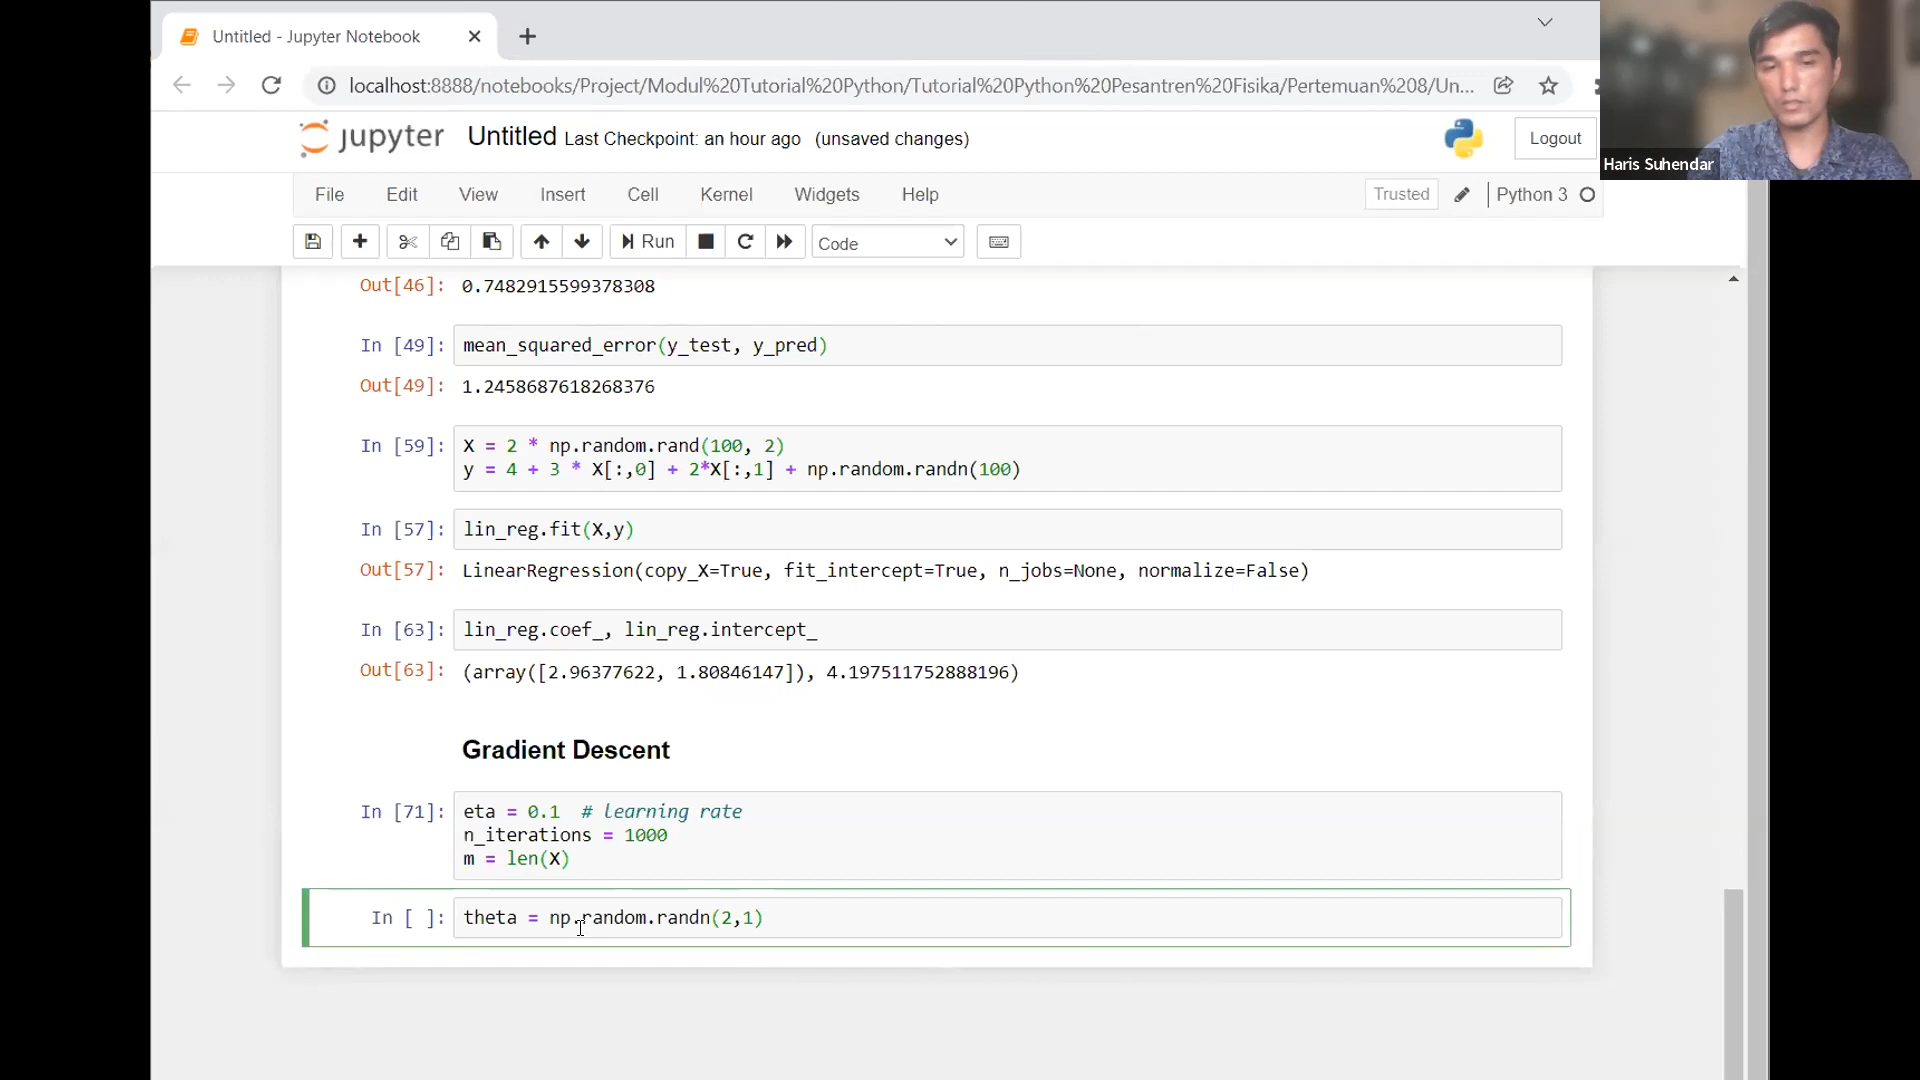 Untitled - Jupyter Notebook
localhost:8888/notebooks/Project/Modul%20Tutorial%20Python/Tutorial%20Python%20Pesantren%20Fisika/Pertemuan%208/Un...
jupyter Untitled Last Checkpoint: an hour ago (unsaved changes)
Logout
Haris Suhendar
File Edit View Insert Cell Kernel Widgets Help Trusted Python 3
Run Code
Out[46]: 0.7482915599378308
In [49]: mean_squared_error(y_test, y_pred)
Out[49]: 1.2458687618268376
In [59]: X = 2 * np.random.rand(100, 2)
y = 4 + 3 * X[:,0] + 2*X[:,1] + np.random.randn(100)
In [57]: lin_reg.fit(X,y)
Out[57]: LinearRegression(copy_X=True, fit_intercept=True, n_jobs=None, normalize=False)
In [63]: lin_reg.coef_, lin_reg.intercept_
Out[63]: (array([2.96377622, 1.80846147]), 4.197511752888196)
Gradient Descent
In [71]: eta = 0.1 # learning rate
n_iterations = 1000
m = len(X)
In [ ]: theta = np.random.randn(2,1)